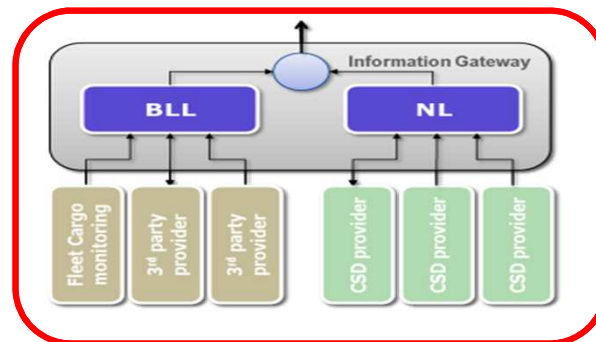 Information Gateway
BLL
NL
Fleet Cargo
monitoring
3rd party
provider
3rd party
provider
CSD provider
CSD provider
CSD provider